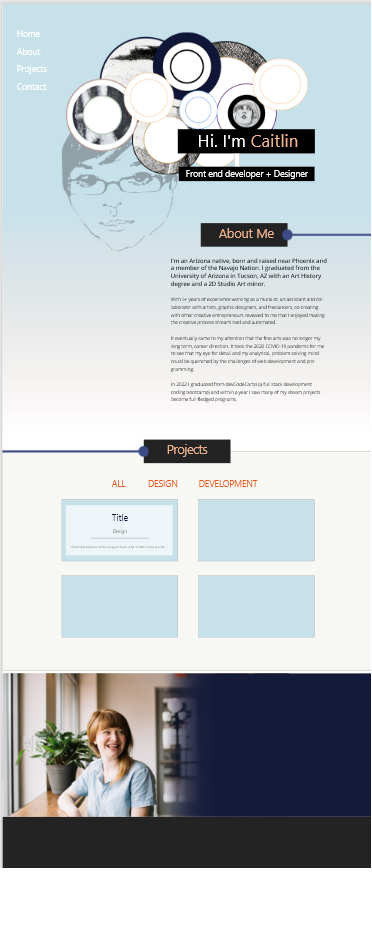 Home
About
Projects
Contact
Hi. I'm Caitlin
Front end developer + Designer
About Me
I'm an Arizona native, born and raised near Phoenix and
a member of the Navajo Nation. I graduated from the
University of Arizona in Tucson, AZ with an Art History
degree and a 2D Studio Art minor.
years of experience working as a muralist, an assistant and col-
laborator with artists, graphic designers, and freelancers, co-creating
with other creative entrepreneurs revealed to me that I enjoyed making
the creative process streamlined and automated.
It eventually came to my attention that the fine arts was no longer my
long term, career direction. It took the 2020 COVID-19 pandemic for me
to see that my eye for detail and my analytical, problem solving mind
could be quenched by the challenges of web-development and pro-
gramming.
In 2022 I graduated from devCodeCamp (a full stack development
coding bootcamp) and within a year I saw many of my dream projects
become full-fledged programs.
Projects
ALL DESIGN DEVELOPMENT
Title
Design